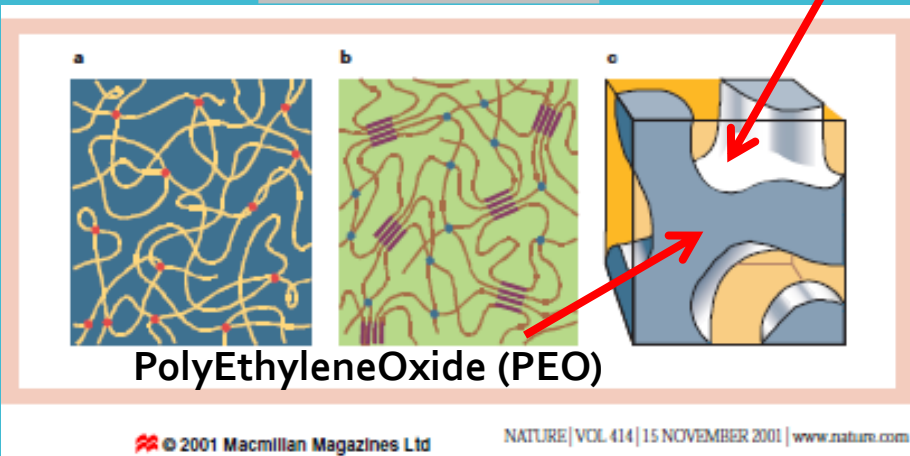 a b c
PolyEthyleneOxide (PEO)
© 2001 Macmillan Magazines Ltd
NATURE | VOL 414 | 15 NOVEMBER 2001 | www.nature.com